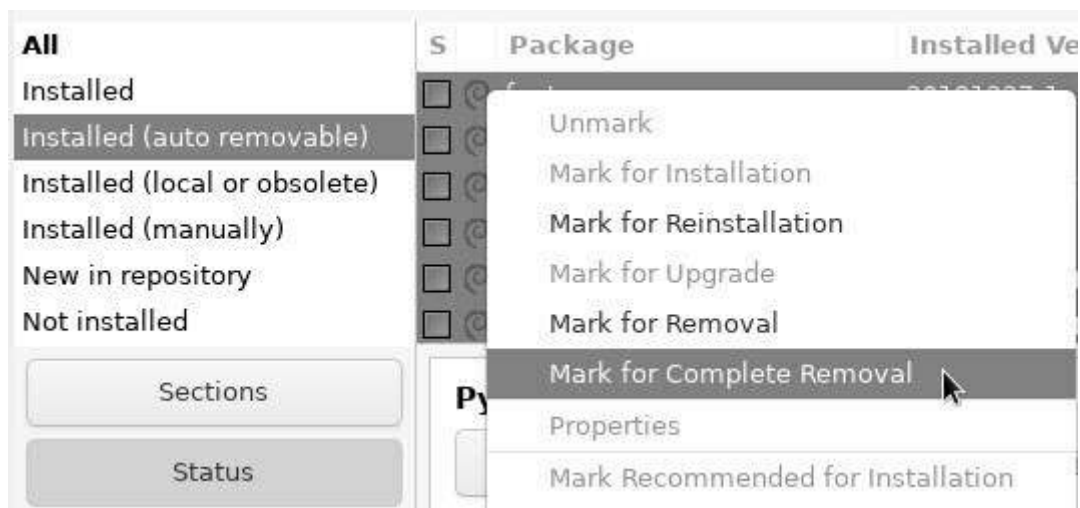 All
S Package Installed Ve
Installed
Installed (auto removable)
Installed (local or obsolete)
Installed (manually)
New in repository
Not installed
Sections
Status
Py
Unmark
Mark for Installation
Mark for Reinstallation
Mark for Upgrade
Mark for Removal
Mark for Complete Removal
Properties
Mark Recommended for Installation